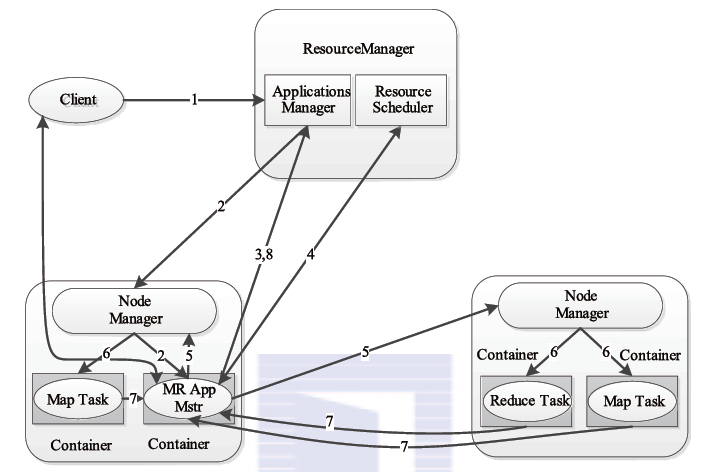 ResourceManager
Applications
Manager
Resource
Scheduler
Client
1
2
3,8
4
Node
Manager
6
2
5
Map Task
7
MR App
Mstr
Container
Container
5
Node
Manager
Container
6
6
Container
Reduce Task
Map Task
7
7